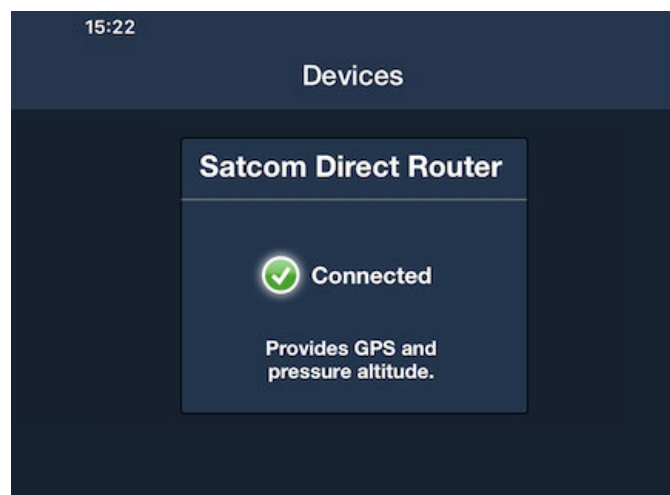 15:22
Devices
Satcom Direct Router
Connected
Provides GPS and
pressure altitude.